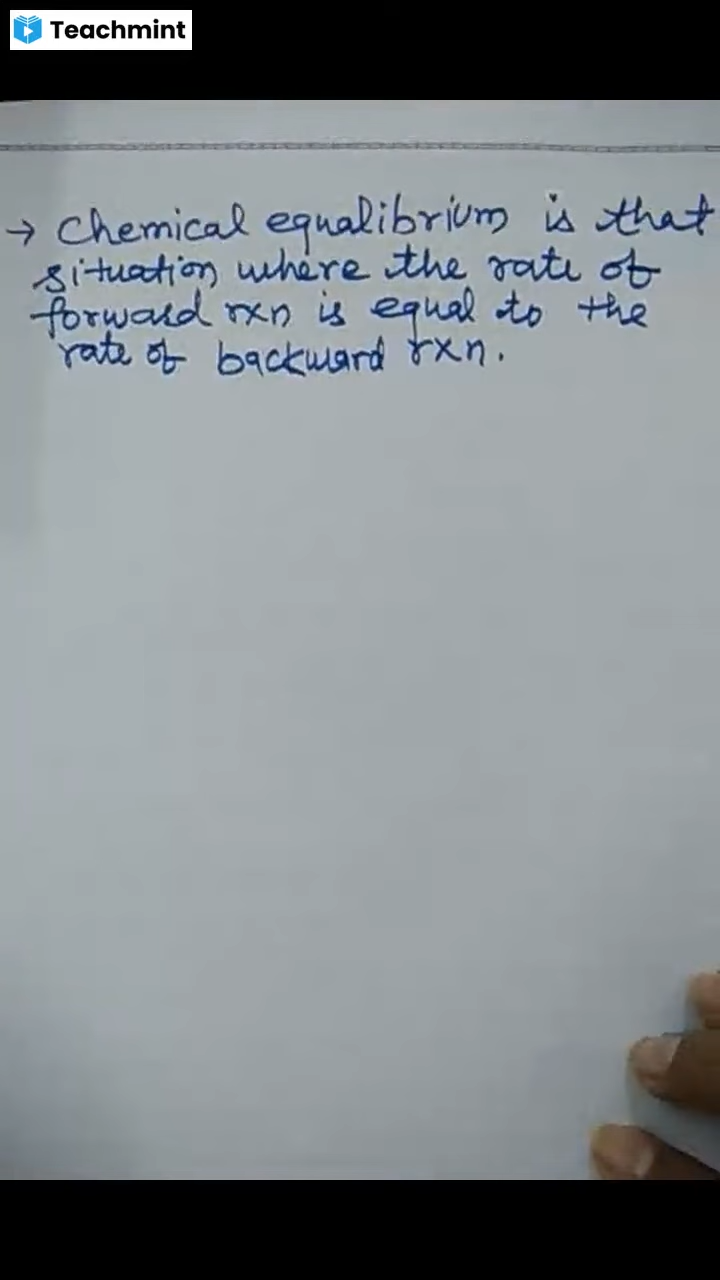 Teachmint
→ Chemical equalibrium is that
situation where the rate of
forward rxn is equal to the
rate of backward rxn.